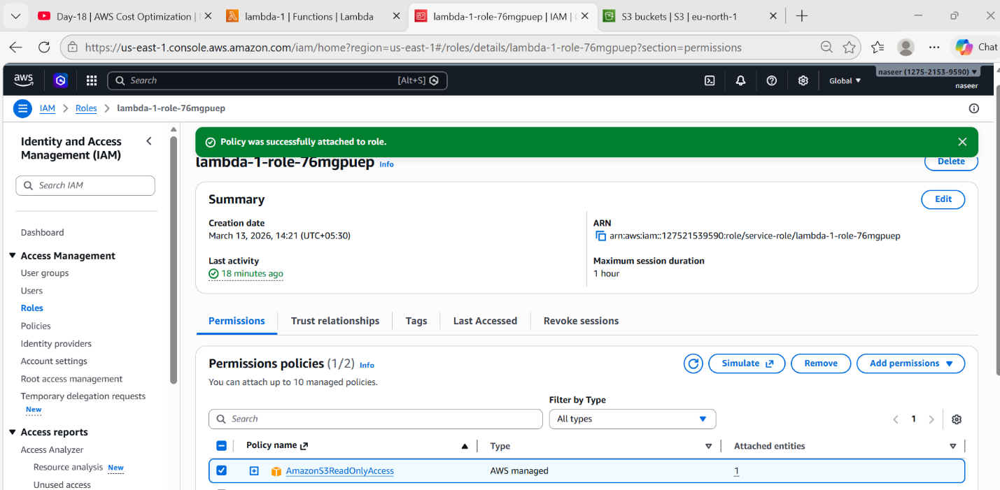 Day-18 | AWS Cost Optimization |
lambda-1 | Functions | Lambda
lambda-1-role-76mgpuep | IAM |
S3 buckets | S3 | eu-north-1
https://us-east-1.console.aws.amazon.com/iam/home?region=us-east-1#/roles/details/lambda-1-role-76mgpuep?section=permissions
Chat
aws
Search
[Alt+S]
Global
naseer (1275-2153-9590)
naseer
IAM
Roles
lambda-1-role-76mgpuep
Identity and Access
Management (IAM)
Search IAM
Dashboard
Access Management
User groups
Users
Roles
Policies
Identity providers
Account settings
Root access management
Temporary delegation requests
New
Access reports
Access Analyzer
Resource analysis New
Unused access
Policy was successfully attached to role.
lambda-1-role-76mgpuep Info
Delete
Summary
Edit
Creation date
March 13, 2026, 14:21 (UTC+05:30)
ARN
arn:aws:iam::127521539590:role/service-role/lambda-1-role-76mgpuep
Last activity
18 minutes ago
Maximum session duration
1 hour
Permissions
Trust relationships
Tags
Last Accessed
Revoke sessions
Permissions policies (1/2) Info
Simulate
Remove
Add permissions
You can attach up to 10 managed policies.
Filter by Type
Search
All types
1
Policy name
Type
Attached entities
AmazonS3ReadOnlyAccess
AWS managed
1